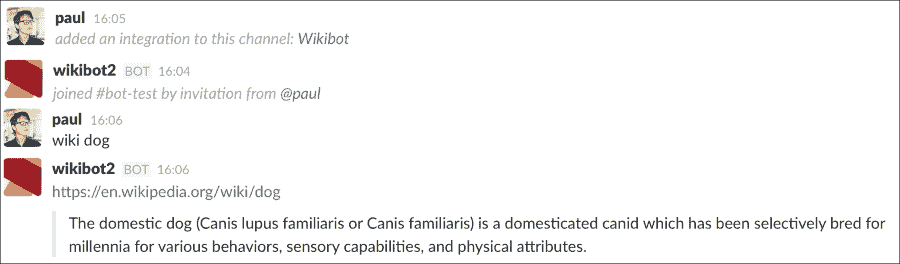 paul 16:05
added an integration to this channel: Wikibot
wikibot2 BOT 16:04
joined #bot-test by invitation from @paul
paul 16:06
wiki dog
wikibot2 BOT 16:06
https://en.wikipedia.org/wiki/dog
The domestic dog (Canis lupus familiaris or Canis familiaris) is a domesticated canid which has been selectively bred for
millennia for various behaviors, sensory capabilities, and physical attributes.